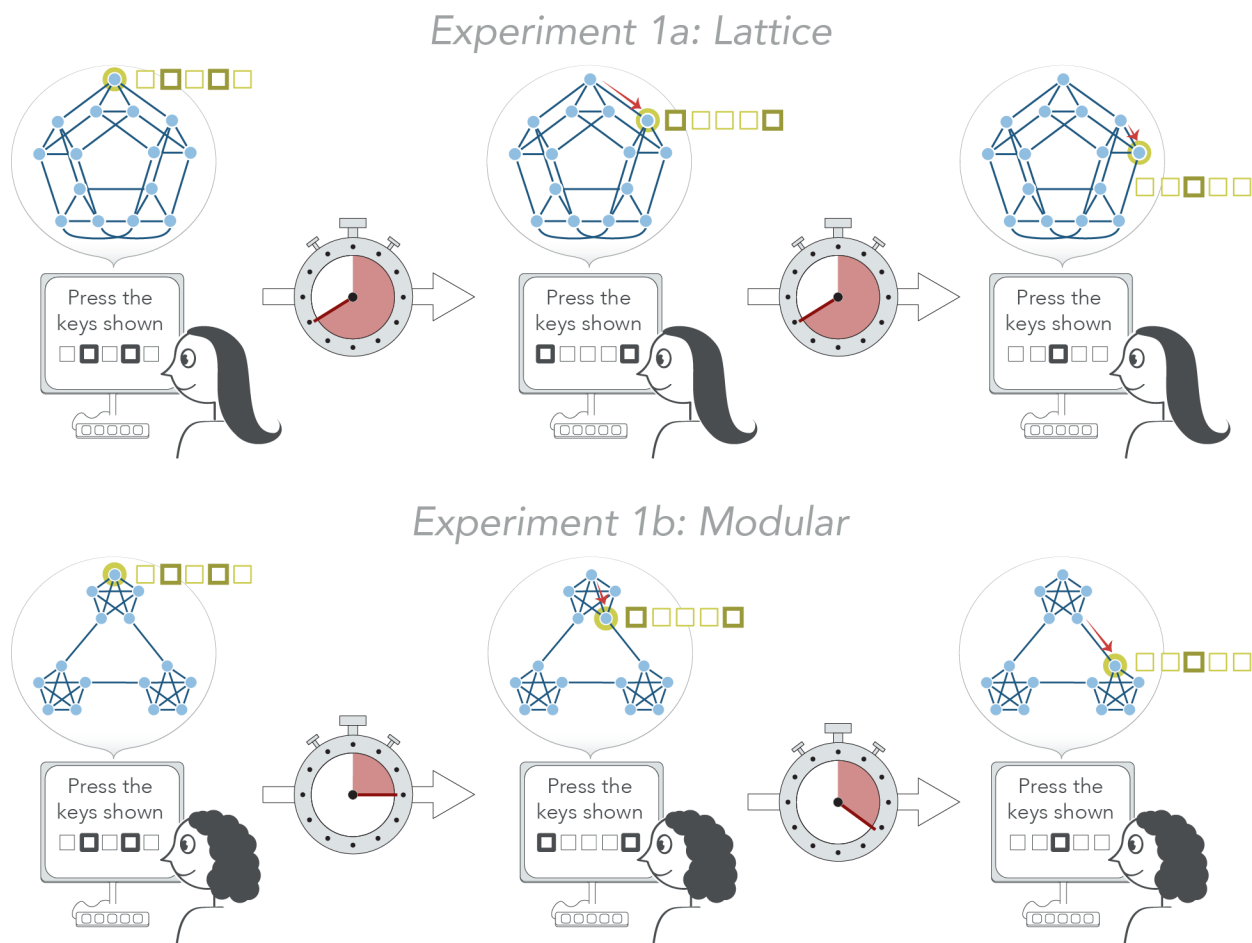 Experiment 1a: Lattice
Press the
keys shown
Press the
keys shown
Press the
keys shown
Experiment 1b: Modular
Press the
keys shown
Press the
keys shown
Press the
keys shown